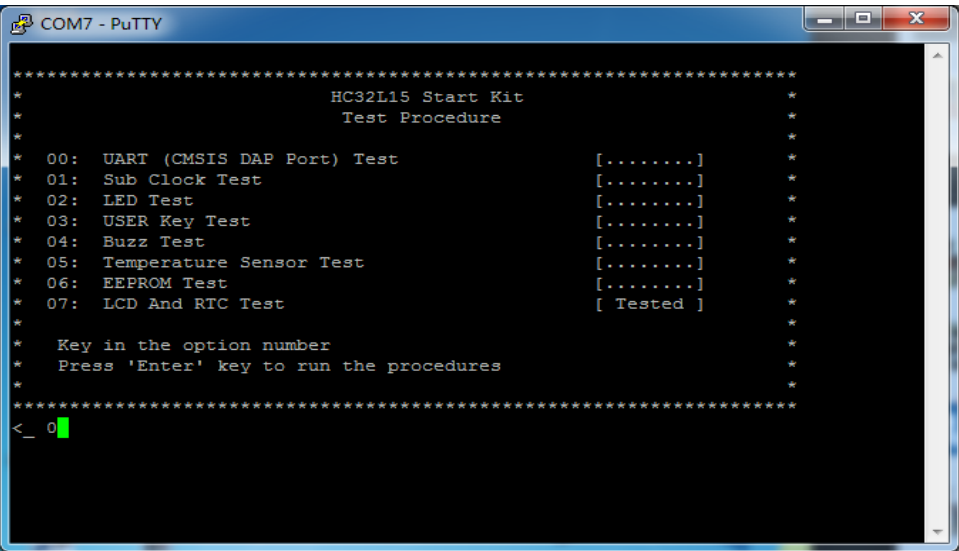 COM7 - PuTTY
*********************************************************************
* HC32L15 Start Kit *
* Test Procedure *
* *
* 00: UART (CMSIS DAP Port) Test [........] *
* 01: Sub Clock Test [........] *
* 02: LED Test [........] *
* 03: USER Key Test [........] *
* 04: Buzz Test [........] *
* 05: Temperature Sensor Test [........] *
* 06: EEPROM Test [........] *
* 07: LCD And RTC Test [ Tested ] *
* *
* Key in the option number *
* Press 'Enter' key to run the procedures *
* *
*********************************************************************
<_ 0